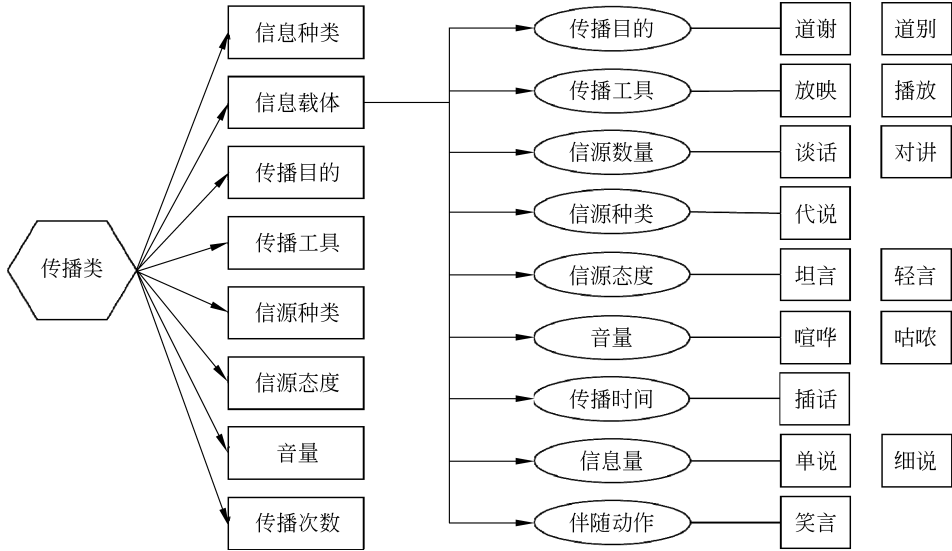 传播类
信息种类
信息载体
传播目的
传播工具
信源种类
信源态度
音量
传播次数
传播目的 道谢 道别
传播工具 放映 播放
信源数量 谈话 对讲
信源种类 代说
信源态度 坦言 轻言
音量 喧哗 咕哝
传播时间 插话
信息量 单说 细说
伴随动作 笑言